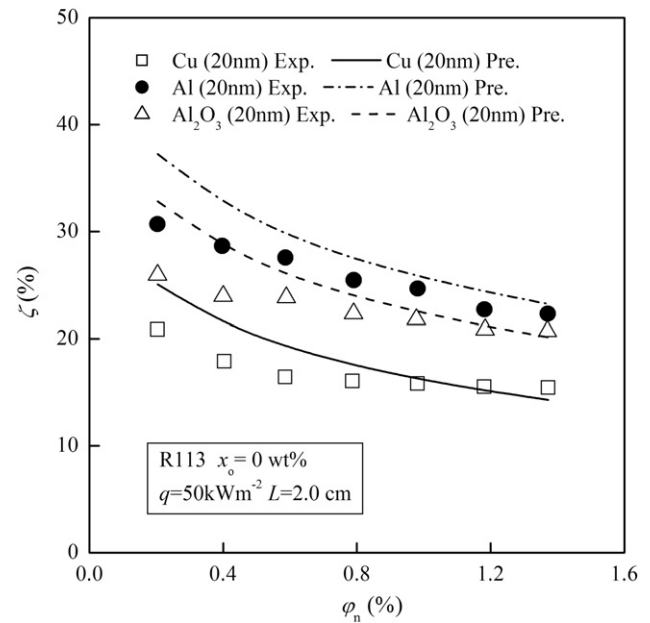 50
40
30
20
10
0
ζ (%)
Cu (20nm) Exp. Cu (20nm) Pre.
Al (20nm) Exp. Al (20nm) Pre.
Al₂O₃ (20nm) Exp. Al₂O₃ (20nm) Pre.
R113 xₒ= 0 wt%
q=50kWm⁻² L=2.0 cm
0.0 0.4 0.8 1.2 1.6
φₙ (%)